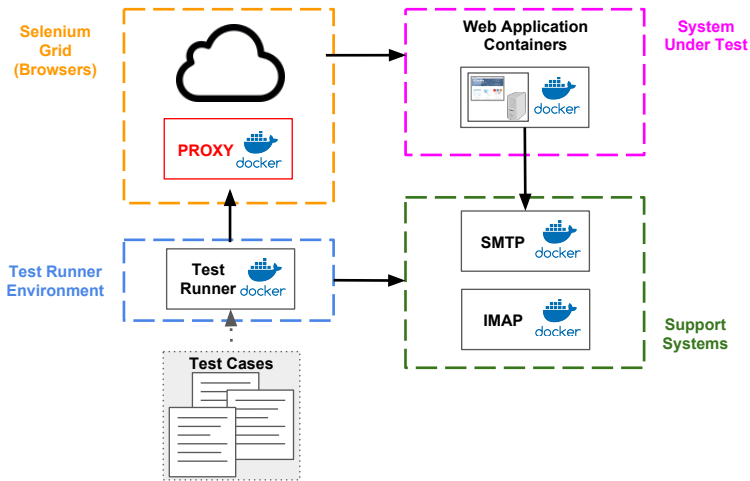 Selenium
Grid
(Browsers)
PROXY
docker
Web Application
Containers
docker
System
Under Test
Test Runner
Environment
Test
Runner
docker
SMTP
docker
IMAP
docker
Support
Systems
Test Cases